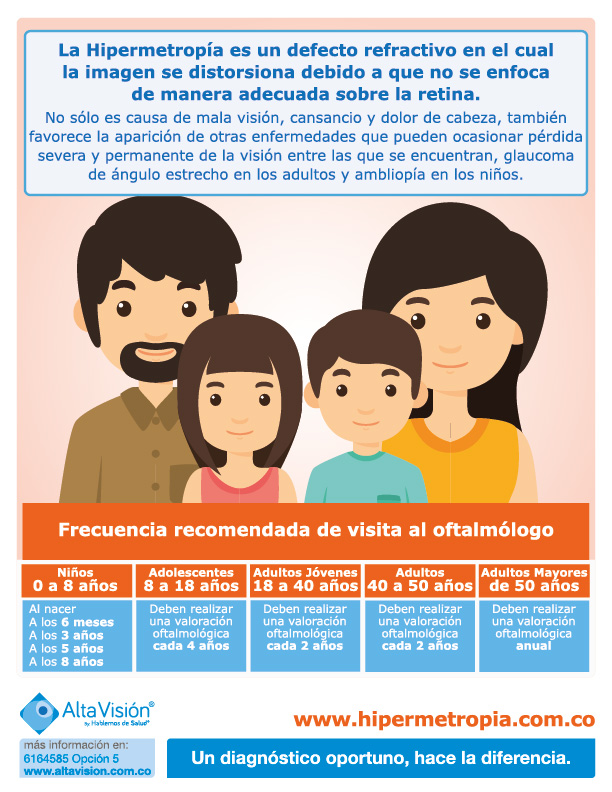 La Hipermetropía es un defecto refractivo en el cual
la imagen se distorsiona debido a que no se enfoca
de manera adecuada sobre la retina.
No sólo es causa de mala visión, cansancio y dolor de cabeza, también
favorece la aparición de otras enfermedades que pueden ocasionar pérdida
severa y permanente de la visión entre las que se encuentran, glaucoma
de ángulo estrecho en los adultos y ambliopía en los niños.
Frecuencia recomendada de visita al oftalmólogo
Niños
0 a 8 años
Al nacer
A los 6 meses
A los 3 años
A los 5 años
A los 8 años
Adolescentes
8 a 18 años
Deben realizar
una valoración
oftalmológica
cada 4 años
Adultos Jóvenes
18 a 40 años
Deben realizar
una valoración
oftalmológica
cada 2 años
Adultos
40 a 50 años
Deben realizar
una valoración
oftalmológica
cada 2 años
Adultos Mayores
de 50 años
Deben realizar
una valoración
oftalmológica
anual
AltaVisión®
By Hablemos de Salud+
más información en:
6164585 Opción 5
www.altavision.com.co
www.hipermetropia.com.co
Un diagnóstico oportuno, hace la diferencia.